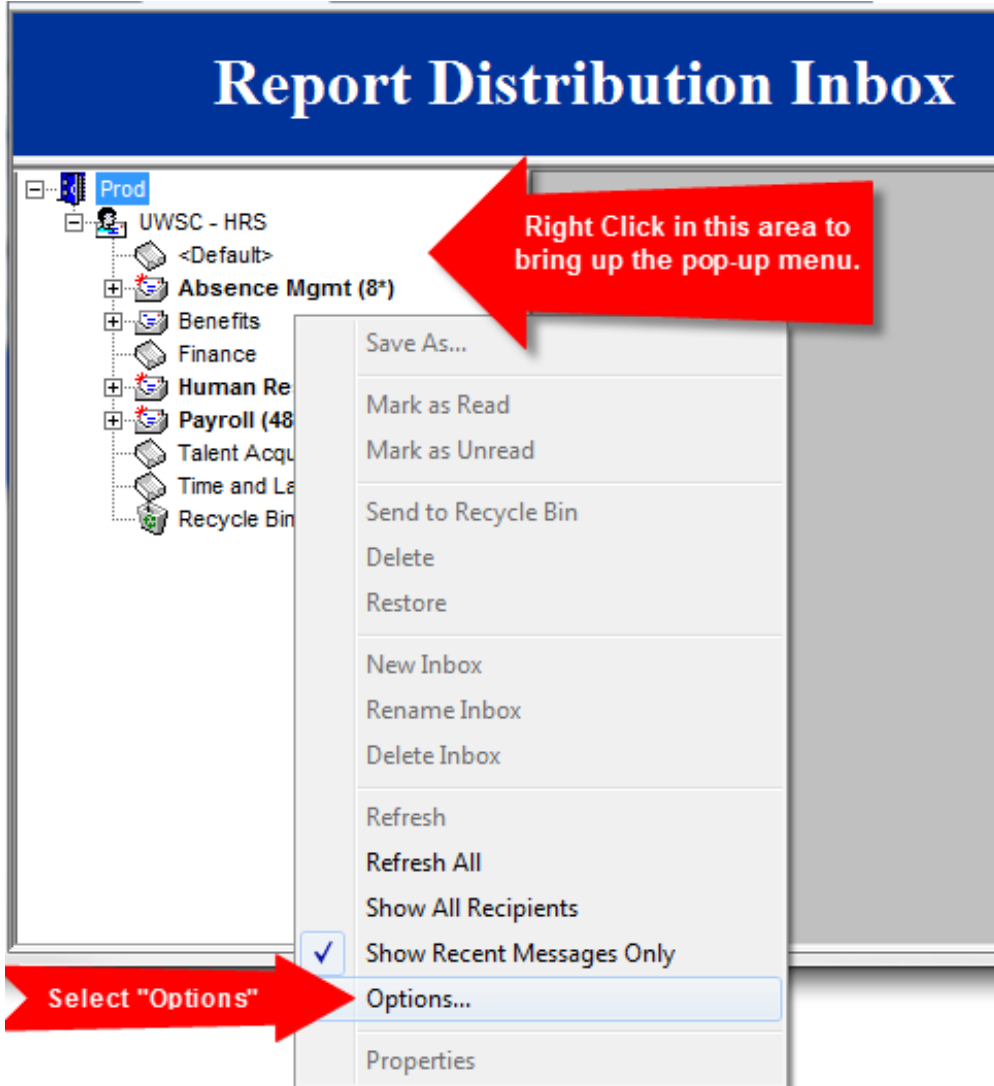 Report Distribution Inbox
Prod
UWSC - HRS
<Default>
Absence Mgmt (8*)
Benefits
Finance
Human Re
Payroll (48
Talent Acqu
Time and La
Recycle Bin
Right Click in this area to
bring up the pop-up menu.
Save As...
Mark as Read
Mark as Unread
Send to Recycle Bin
Delete
Restore
New Inbox
Rename Inbox
Delete Inbox
Refresh
Refresh All
Show All Recipients
Show Recent Messages Only
Select "Options"
Options...
Properties